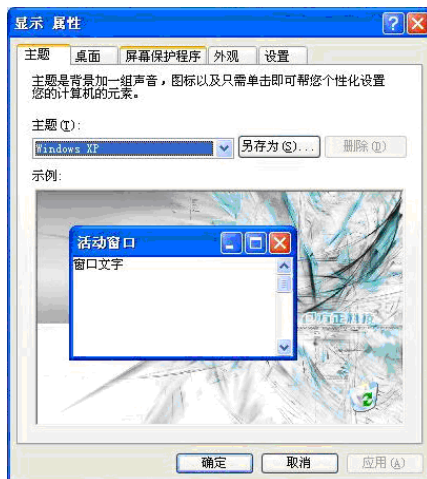 显示 属性
主题 桌面 屏幕保护程序 外观 设置
主题是背景加一组声音，图标以及只需单击即可帮您个性化设置
您的计算机的元素。
主题(T):
Windows XP 另存为(S)... 删除(D)
示例:
活动窗口
窗口文字
方正科技
确定 取消 应用(A)